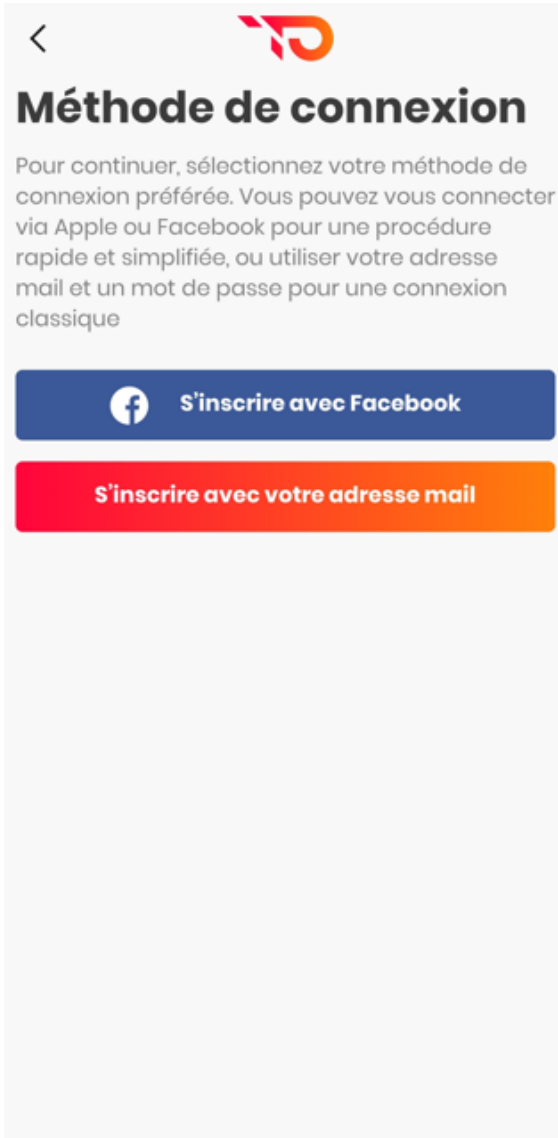 Méthode de connexion
Pour continuer, sélectionnez votre méthode de
connexion préférée. Vous pouvez vous connecter
via Apple ou Facebook pour une procédure
rapide et simplifiée, ou utiliser votre adresse
mail et un mot de passe pour une connexion
classique
S'inscrire avec Facebook
S'inscrire avec votre adresse mail